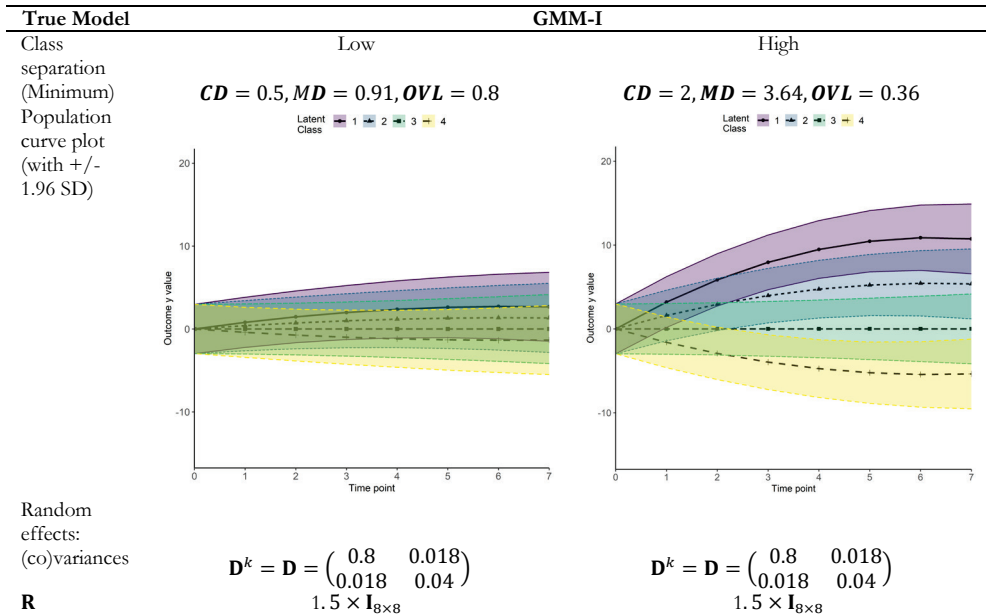 True Model GMM-I
Class separation (Minimum) Low High
𝑪𝑫 = 0.5, 𝑀𝑫 = 0.91, 𝑶𝑽𝑳 = 0.8 𝑪𝑫 = 2, 𝑴𝑫 = 3.64, 𝑶𝑽𝑳 = 0.36
Population curve plot (with +/- 1.96 SD)
Latent Class 1 2 3 4
20
10
0
-10
Outcome y value
0 1 2 3 4 5 6 7
Time point
Latent Class 1 2 3 4
20
10
0
-10
Outcome y value
0 1 2 3 4 5 6 7
Time point
Random effects: (co)variances
𝐃ᵏ = 𝐃 = (0.8 0.018
0.018 0.04)
𝐃ᵏ = 𝐃 = (0.8 0.018
0.018 0.04)
𝐑 1.5 × 𝐈₈ₓ₈ 1.5 × 𝐈₈ₓ₈